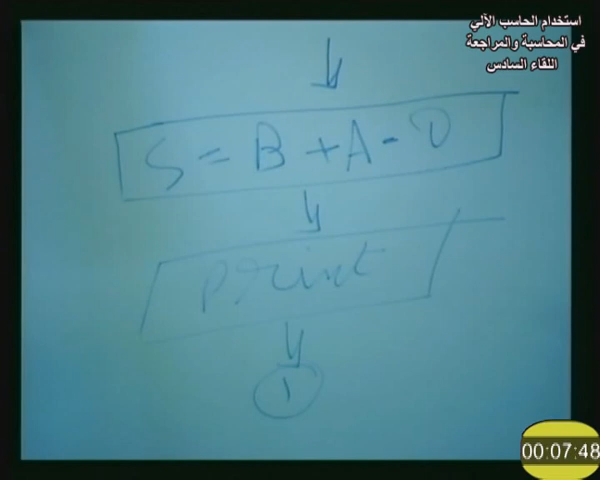 استخدام الحاسب الآلي
في المحاسبة والمراجعة
اللقاء السادس
S = B + A - D
print
1
00:07:48